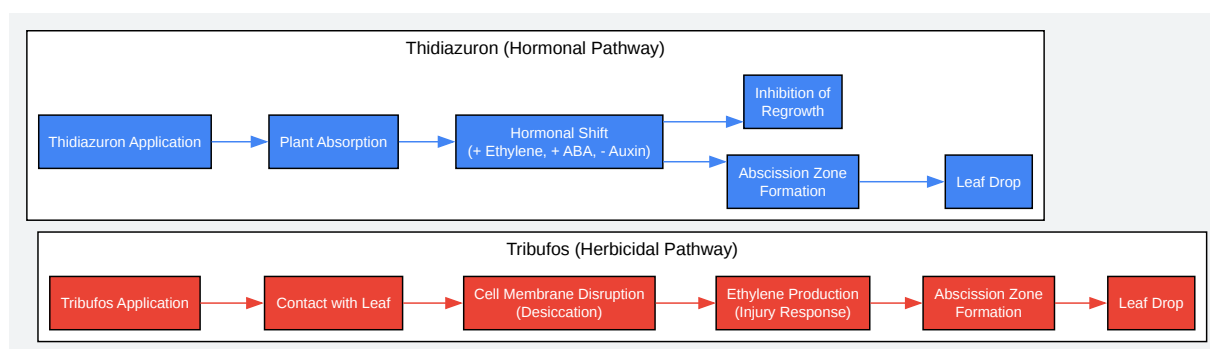 Thidiazuron (Hormonal Pathway)
Thidiazuron Application
Plant Absorption
Hormonal Shift
(+ Ethylene, + ABA, - Auxin)
Inhibition of
Regrowth
Abscission Zone
Formation
Leaf Drop
Tribufos (Herbicidal Pathway)
Tribufos Application
Contact with Leaf
Cell Membrane Disruption
(Desiccation)
Ethylene Production
(Injury Response)
Abscission Zone
Formation
Leaf Drop